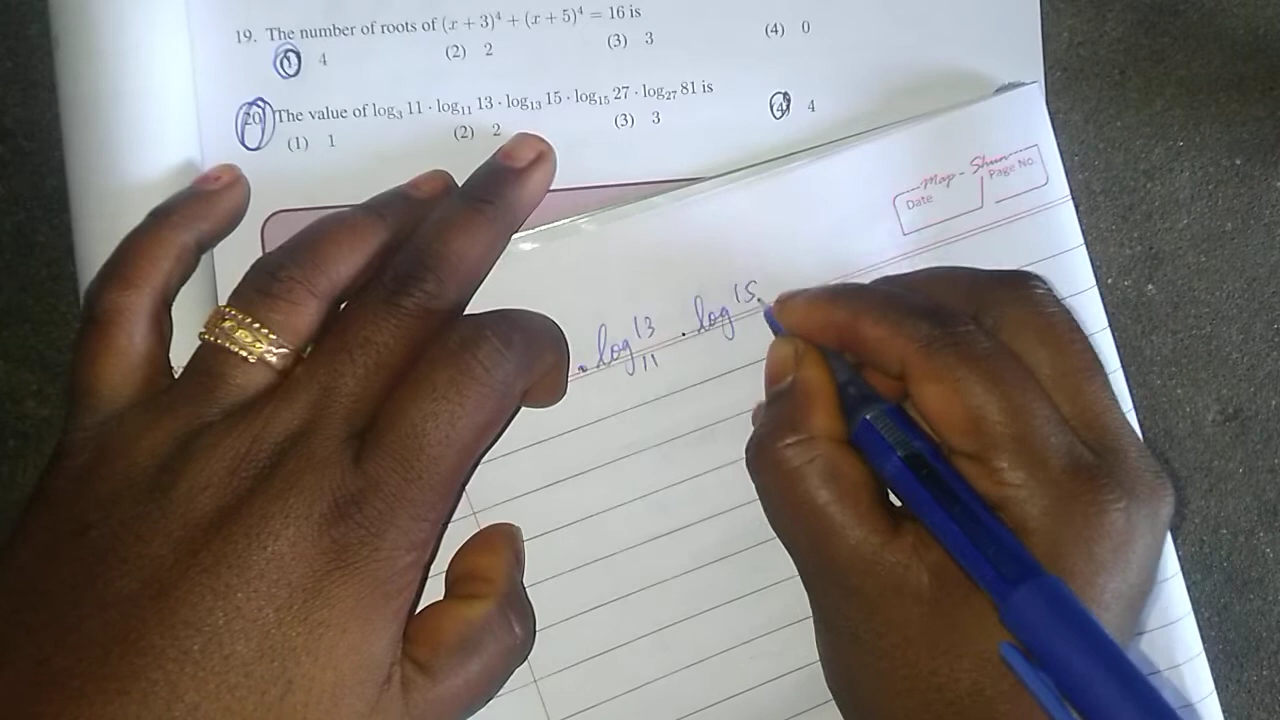 19. The number of roots of (x + 3)⁴ + (x + 5)⁴ = 16 is
(1) 4 (2) 2 (3) 3 (4) 0
20. The value of log₃ 11 · log₁₁ 13 · log₁₃ 15 · log₁₅ 27 · log₂₇ 81 is
(1) 1 (2) 2 (3) 3 (4) 4
Date
Page No.
. log₁₁ 13 . log 15.